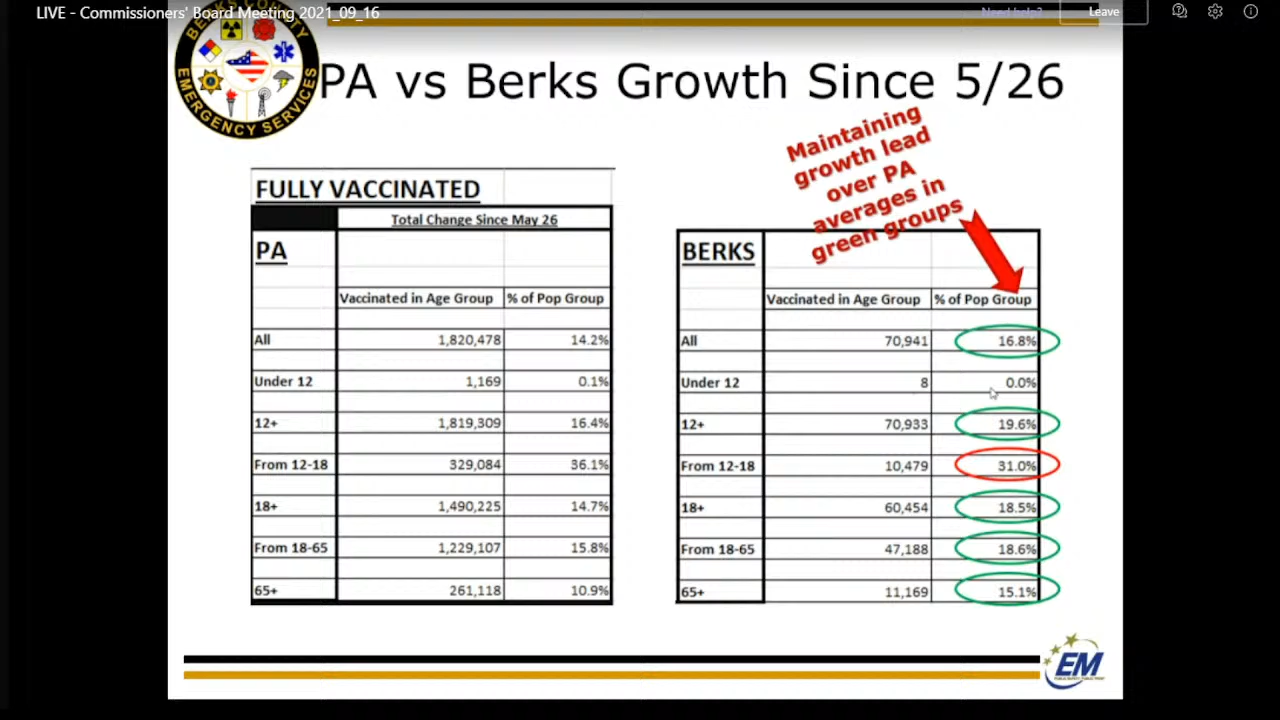 LIVE - Commissioners' Board Meeting 2021_09_16
Need help?
Leave
BERKS COUNTY
EMERGENCY SERVICES
PA vs Berks Growth Since 5/26
Maintaining
growth lead
over PA
averages in
green groups
FULLY VACCINATED
Total Change Since May 26
PA
Vaccinated in Age Group % of Pop Group
All 1,820,478 14.2%
Under 12 1,169 0.1%
12+ 1,819,309 16.4%
From 12-18 329,084 36.1%
18+ 1,490,225 14.7%
From 18-65 1,229,107 15.8%
65+ 261,118 10.9%
BERKS
Vaccinated in Age Group % of Pop Group
All 70,941 16.8%
Under 12 8 0.0%
12+ 70,933 19.6%
From 12-18 10,479 31.0%
18+ 60,454 18.5%
From 18-65 47,188 18.6%
65+ 11,169 15.1%
EM